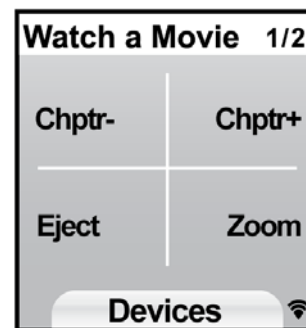 Watch a Movie 1/2
Chptr- Chptr+
Eject Zoom
Devices